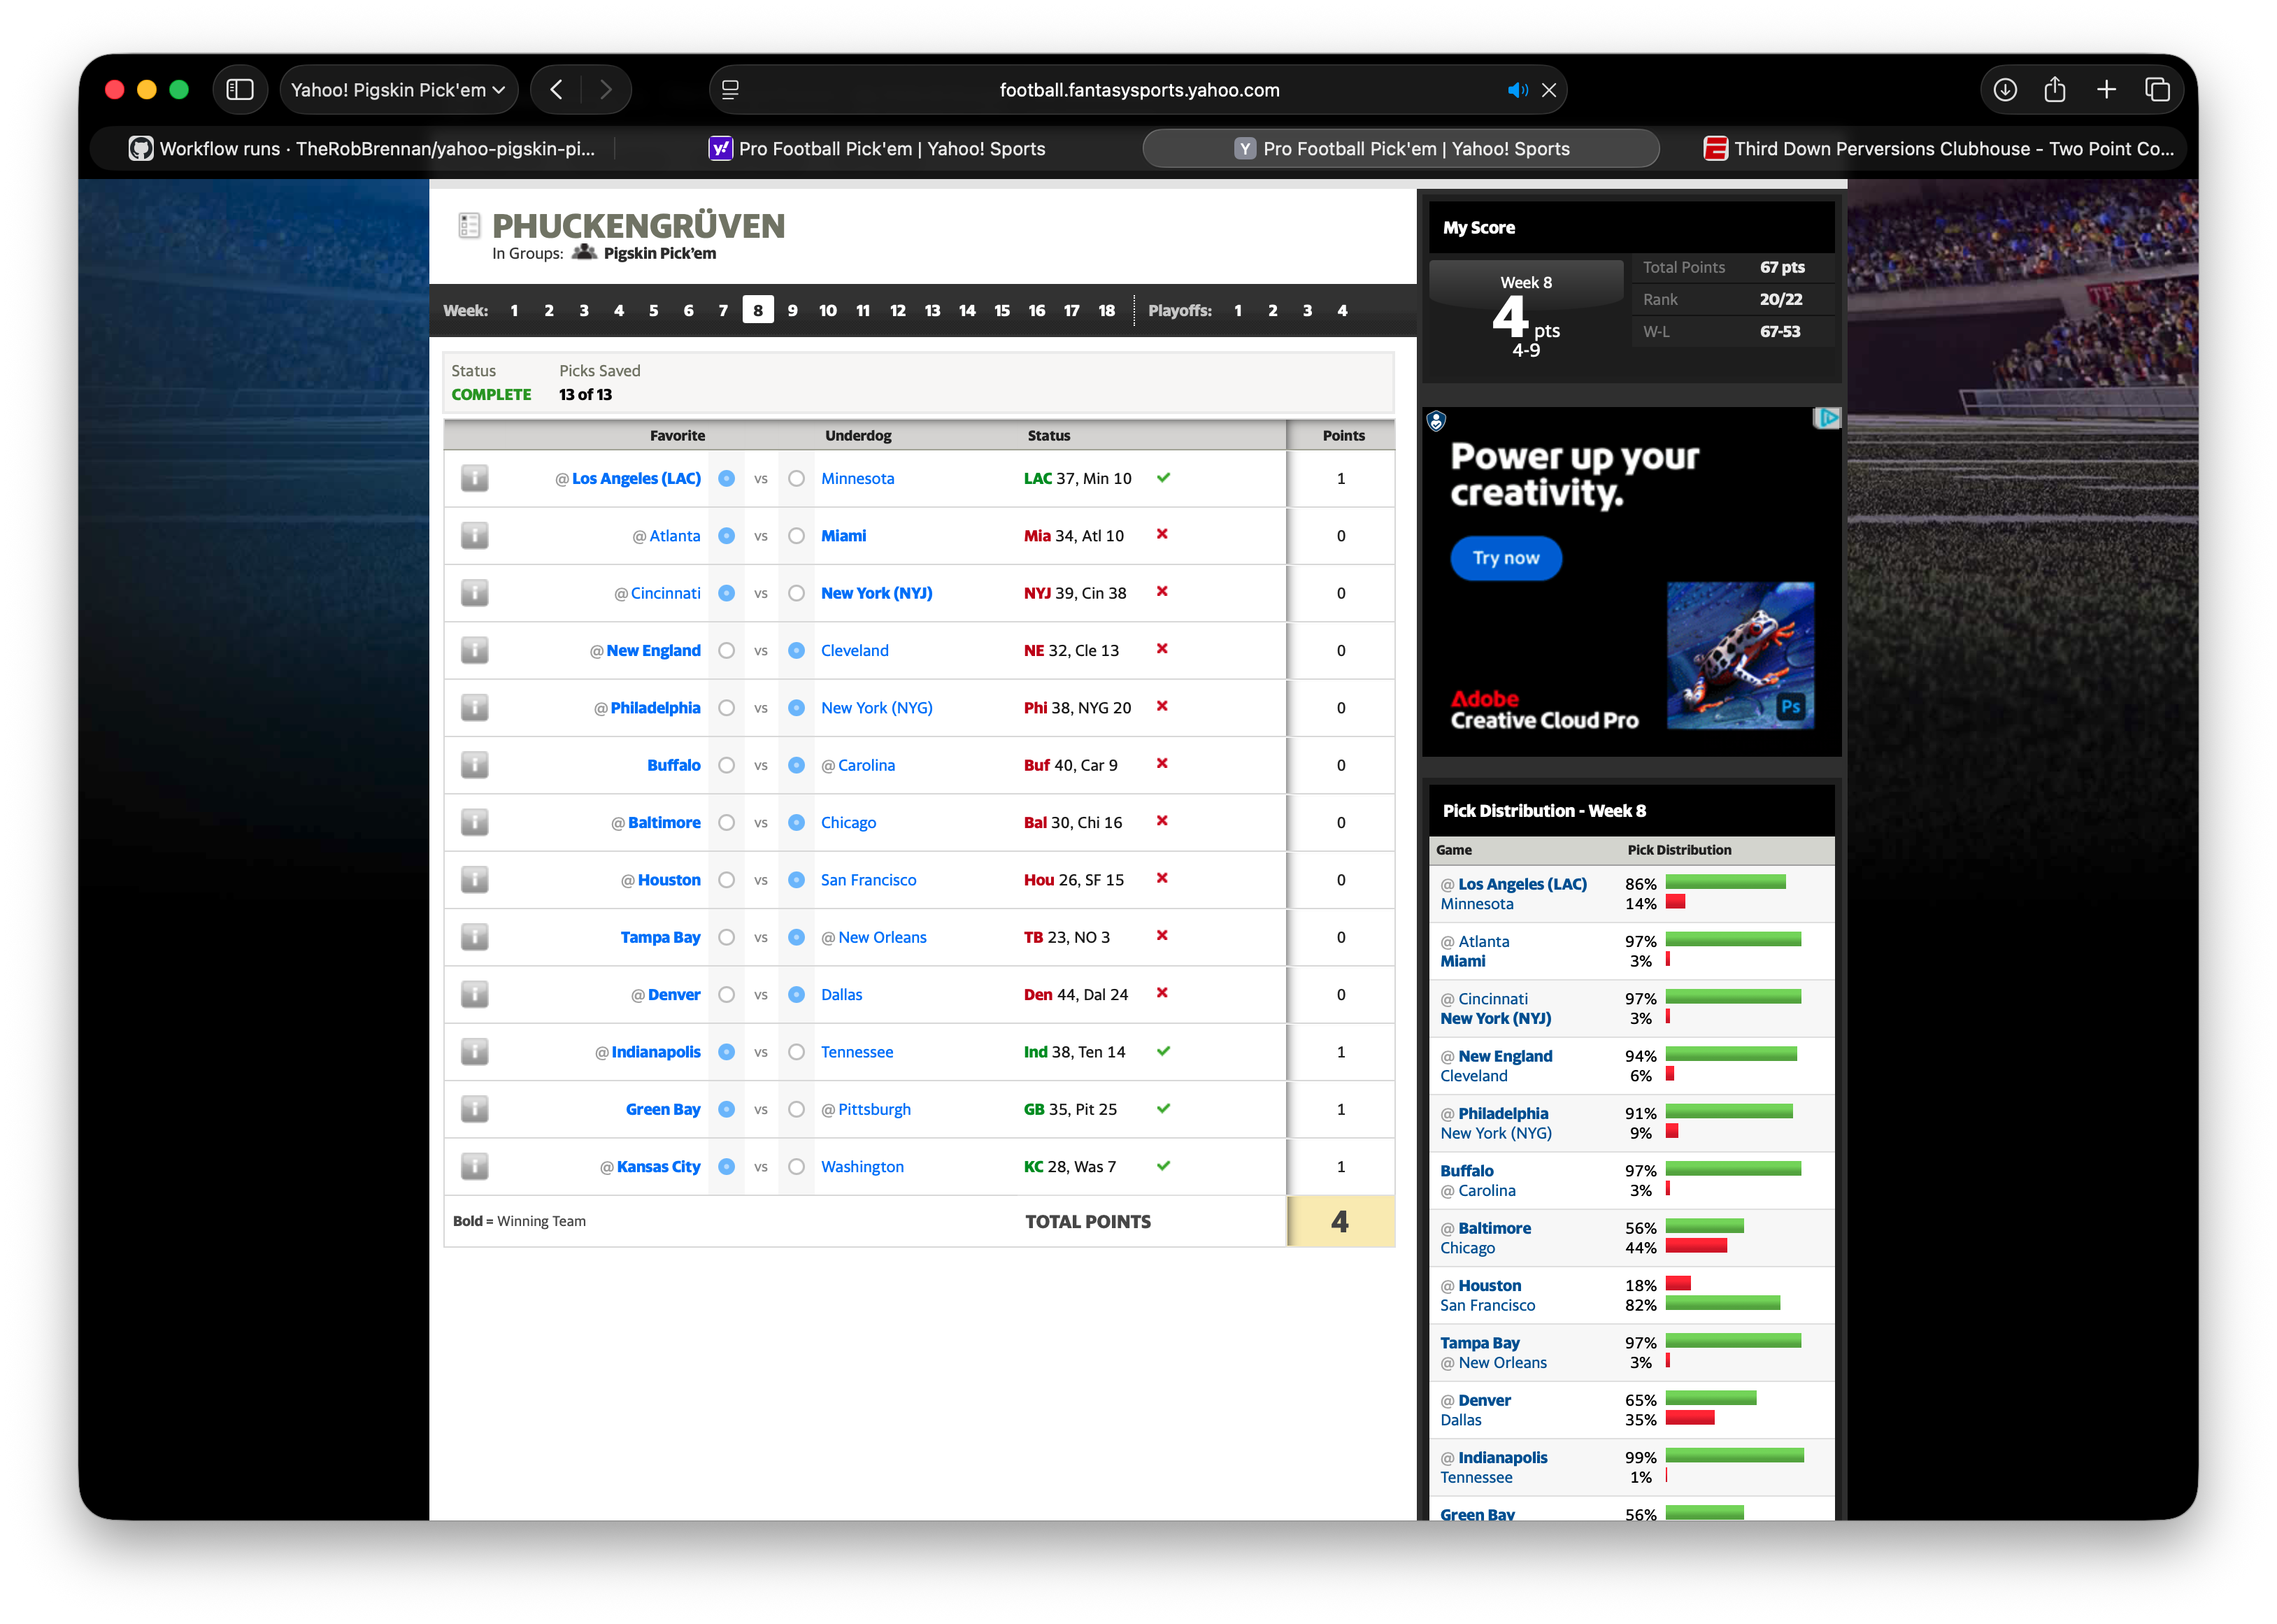 Yahoo! Pigskin Pick'em
football.fantasysports.yahoo.com
Workflow runs · TheRobBrennan/yahoo-pigskin-pi...
y! Pro Football Pick'em | Yahoo! Sports
Y Pro Football Pick'em | Yahoo! Sports
Third Down Perversions Clubhouse - Two Point Co...
PHUCKENGRÜVEN
In Groups: Pigskin Pick'em
Week: 1 2 3 4 5 6 7 8 9 10 11 12 13 14 15 16 17 18 Playoffs: 1 2 3 4
Status Picks Saved
COMPLETE 13 of 13
Favorite Underdog Status Points
@ Los Angeles (LAC) vs Minnesota LAC 37, Min 10 1
@ Atlanta vs Miami Mia 34, Atl 10 0
@ Cincinnati vs New York (NYJ) NYJ 39, Cin 38 0
@ New England vs Cleveland NE 32, Cle 13 0
@ Philadelphia vs New York (NYG) Phi 38, NYG 20 0
Buffalo vs @ Carolina Buf 40, Car 9 0
@ Baltimore vs Chicago Bal 30, Chi 16 0
@ Houston vs San Francisco Hou 26, SF 15 0
Tampa Bay vs @ New Orleans TB 23, NO 3 0
@ Denver vs Dallas Den 44, Dal 24 0
@ Indianapolis vs Tennessee Ind 38, Ten 14 1
Green Bay vs @ Pittsburgh GB 35, Pit 25 1
@ Kansas City vs Washington KC 28, Was 7 1
Bold = Winning Team TOTAL POINTS 4
My Score
Week 8
4 pts
4-9
Total Points 67 pts
Rank 20/22
W-L 67-53
Power up your
creativity.
Try now
Adobe
Creative Cloud Pro
Ps
Pick Distribution - Week 8
Game Pick Distribution
@ Los Angeles (LAC) 86%
Minnesota 14%
@ Atlanta 97%
Miami 3%
@ Cincinnati 97%
New York (NYJ) 3%
@ New England 94%
Cleveland 6%
@ Philadelphia 91%
New York (NYG) 9%
Buffalo 97%
@ Carolina 3%
@ Baltimore 56%
Chicago 44%
@ Houston 18%
San Francisco 82%
Tampa Bay 97%
@ New Orleans 3%
@ Denver 65%
Dallas 35%
@ Indianapolis 99%
Tennessee 1%
Green Bay 56%